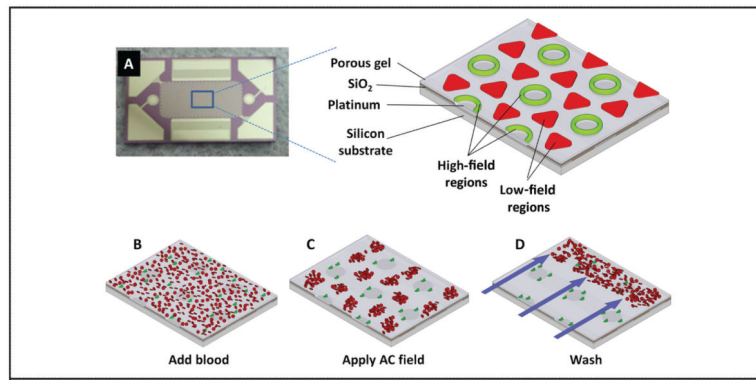 A
Porous gel
SiO₂
Platinum
Silicon
substrate
High-field
regions
Low-field
regions
B
C
D
Add blood
Apply AC field
Wash